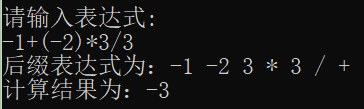 请输入表达式:
-1+(-2)*3/3
后缀表达式为：-1 -2 3 * 3 / +
计算结果为：-3